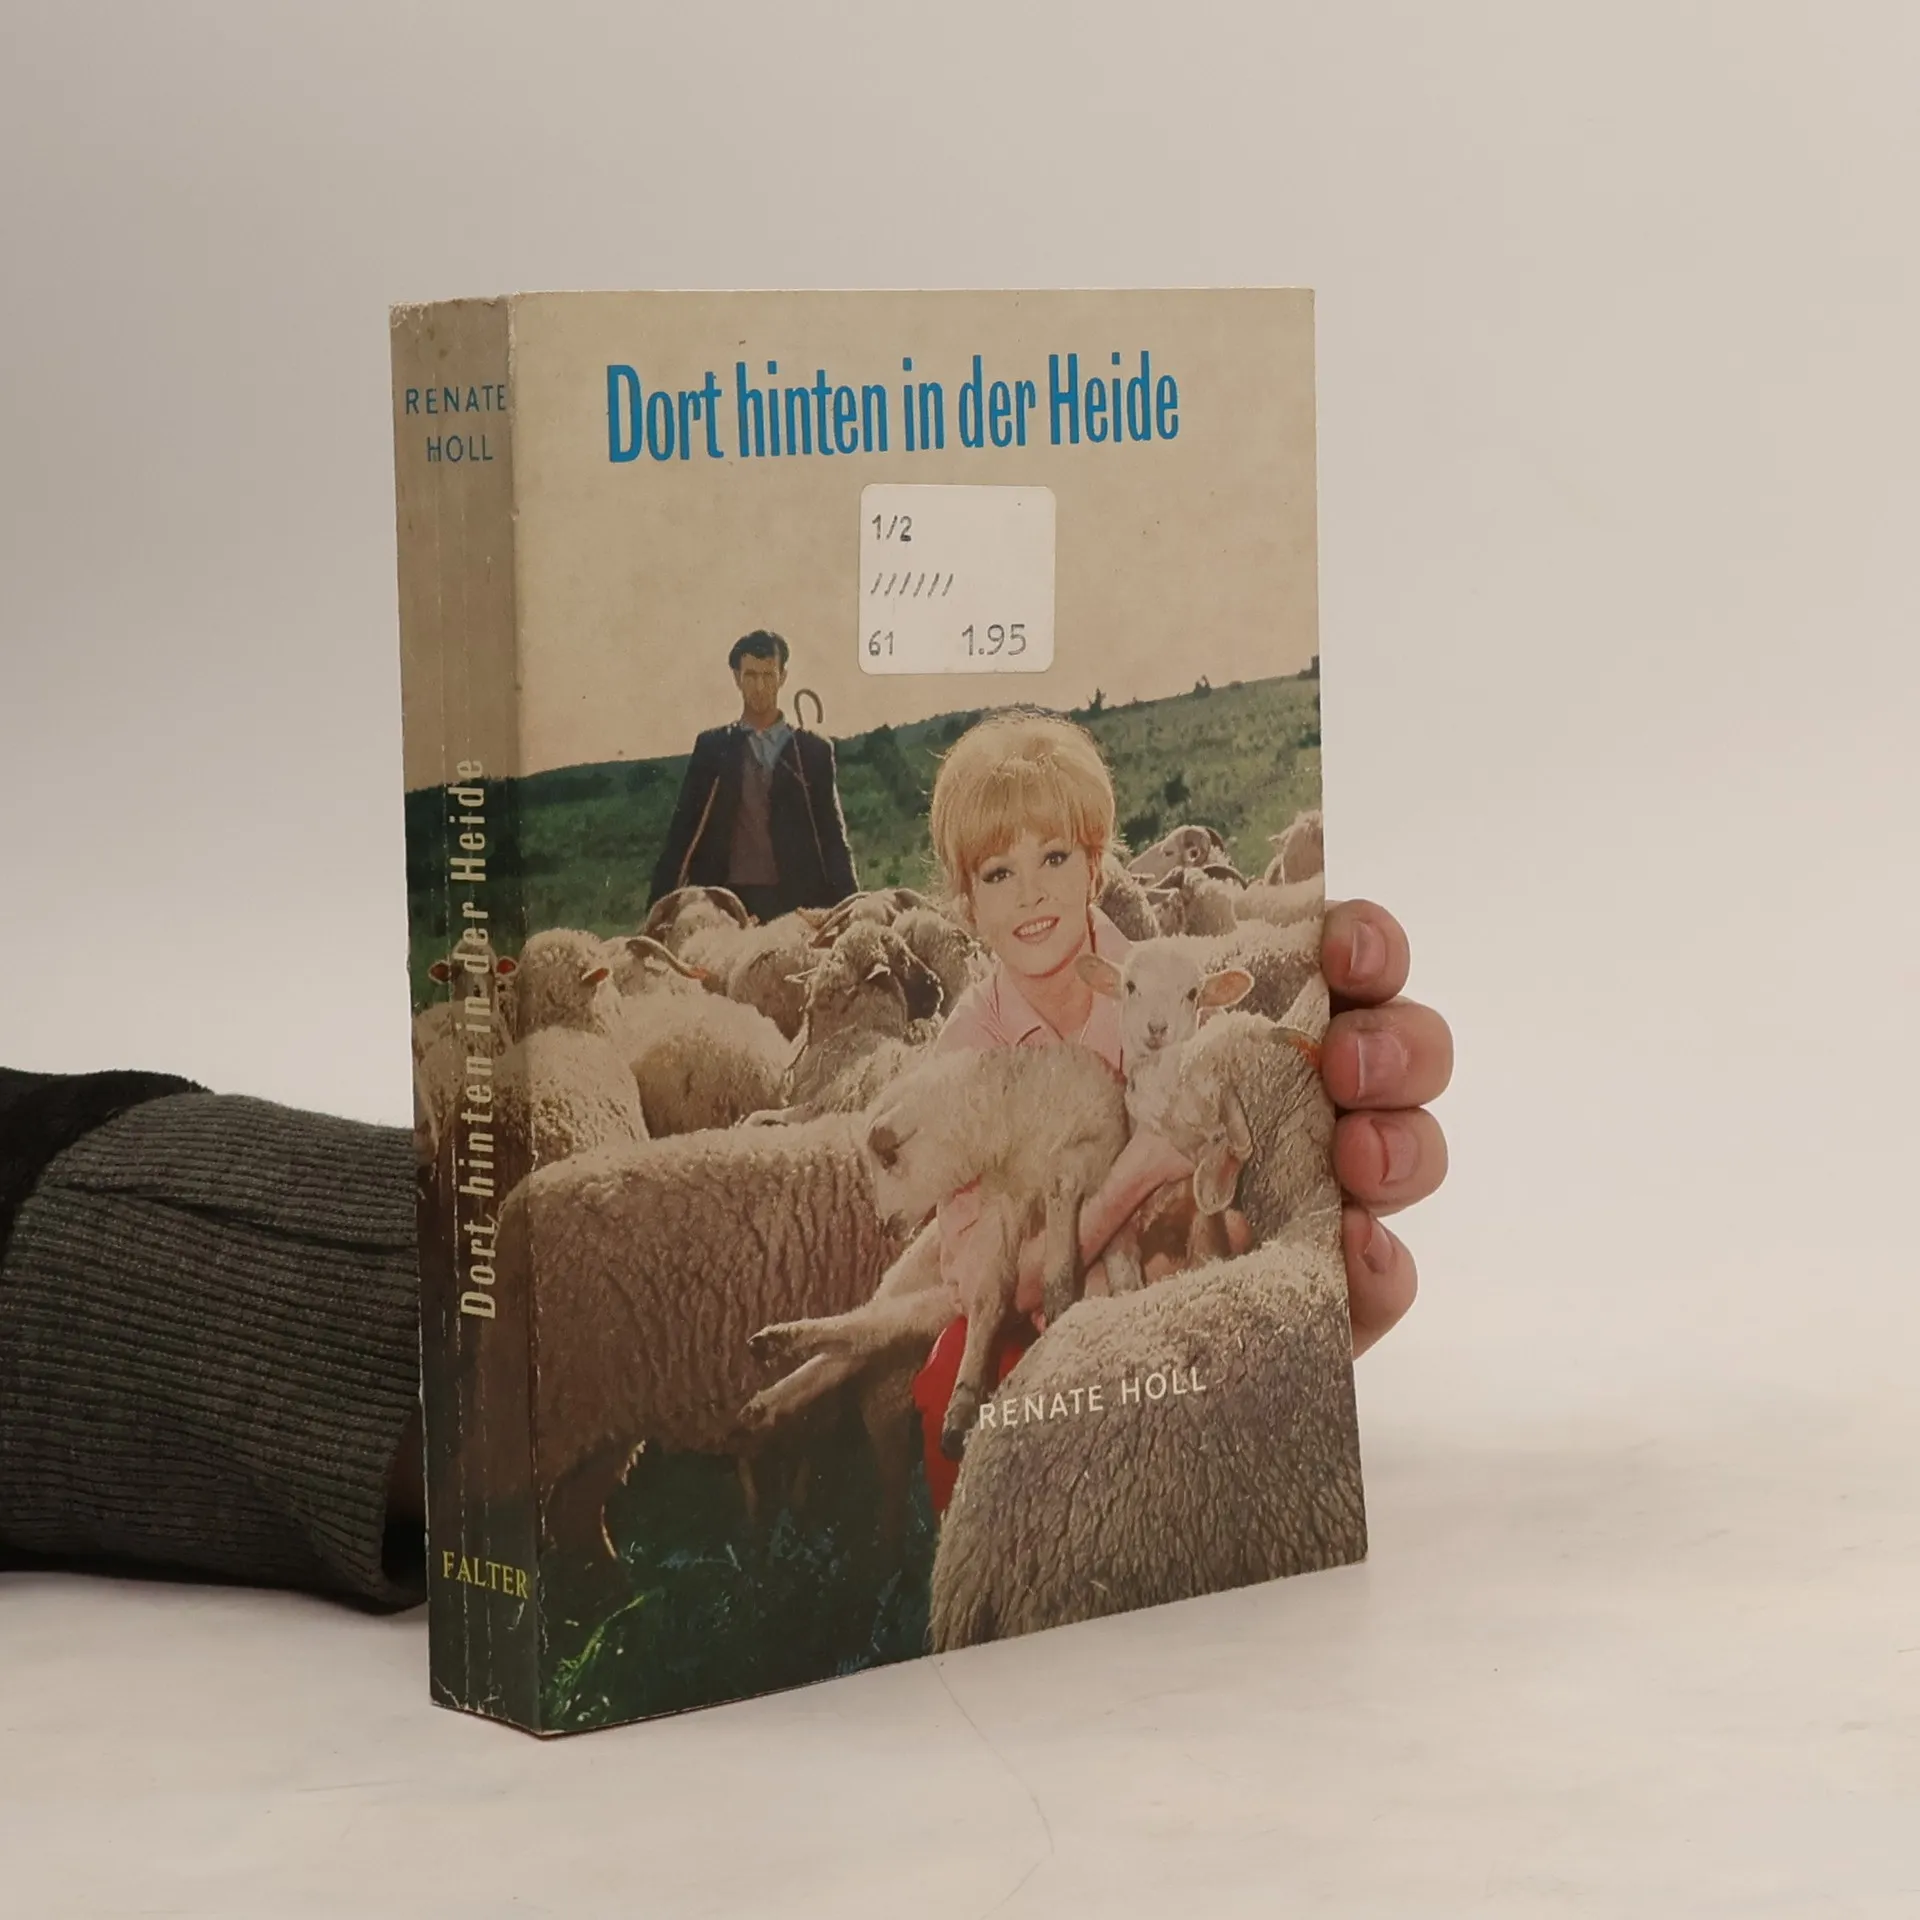 RENATE
HOLL
Dort hinten in der Heide
FALTER
Dort hinten in der Heide
1/2
//////
61 1.95
RENATE HOLL